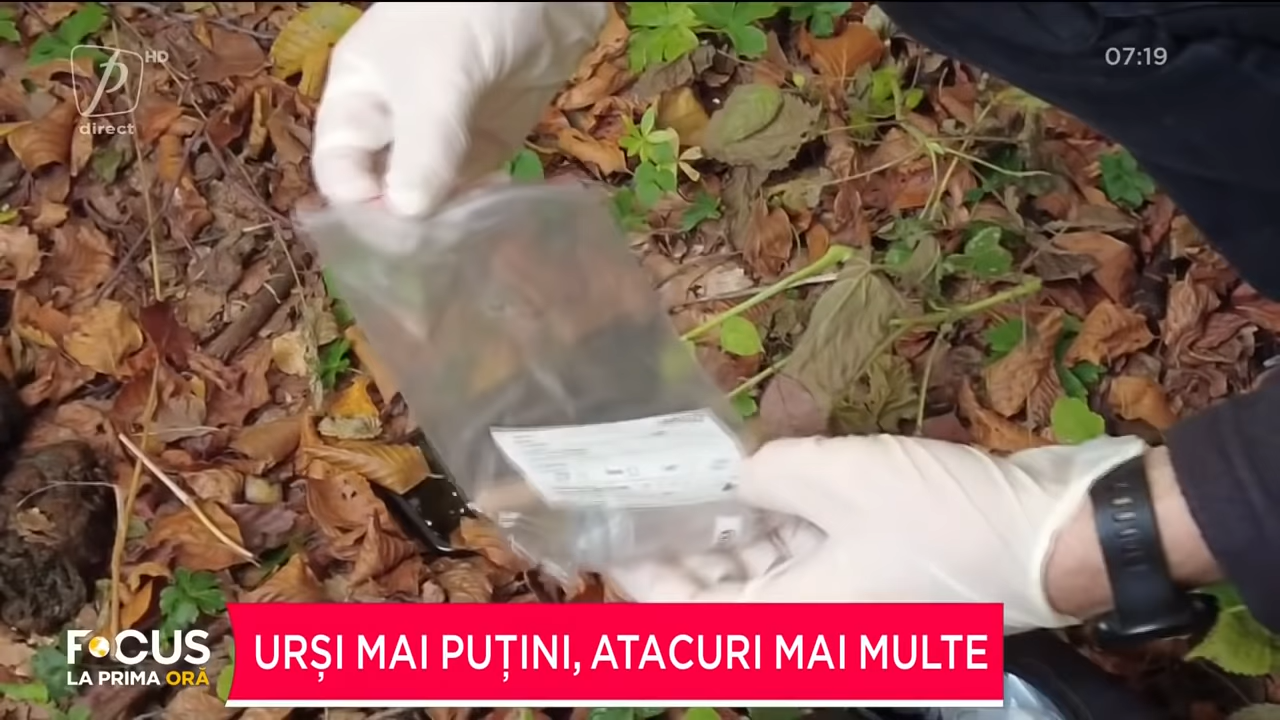 HD
direct
07:19
FOCUS
LA PRIMA ORĂ
URȘI MAI PUȚINI, ATACURI MAI MULTE